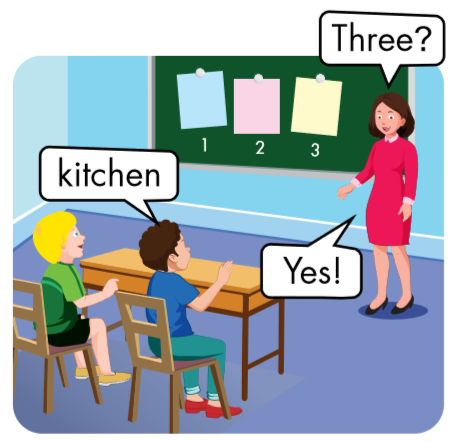 Three?
1 2 3
kitchen
Yes!